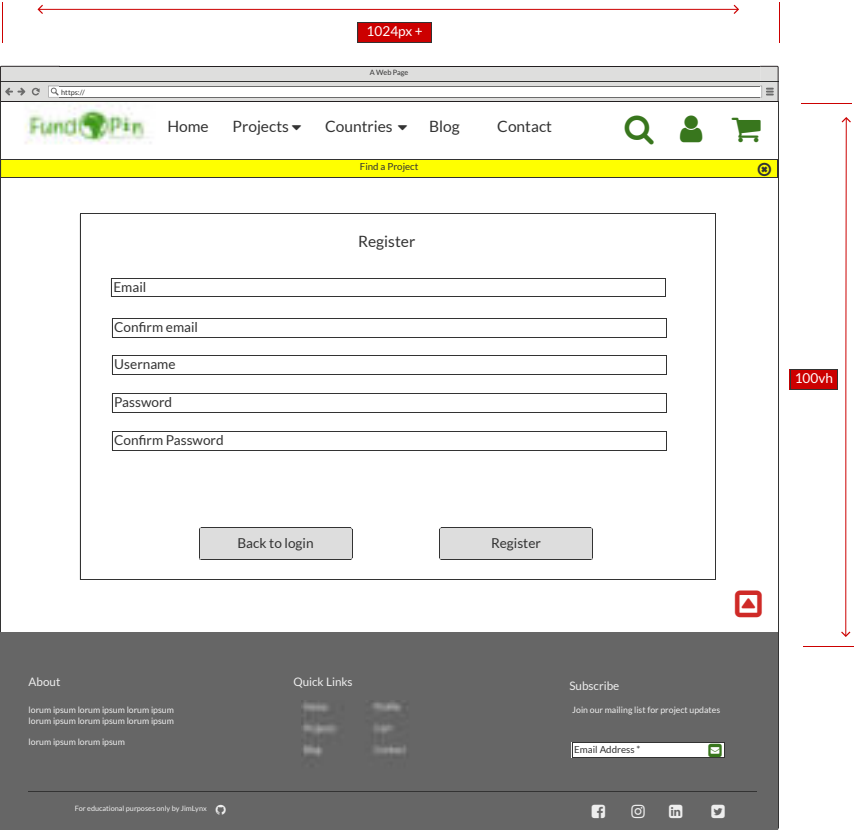 1024px +
A Web Page
https://
Fund Pin
Home Projects Countries Blog Contact
Find a Project
Register
Email
Confirm email
Username
Password
Confirm Password
100vh
Back to login Register
About Quick Links Subscribe
lorum ipsum lorum ipsum lorum ipsum
lorum ipsum lorum ipsum lorum ipsum
lorum ipsum lorum ipsum
Join our mailing list for project updates
Email Address *
For educational purposes only by JimLynx